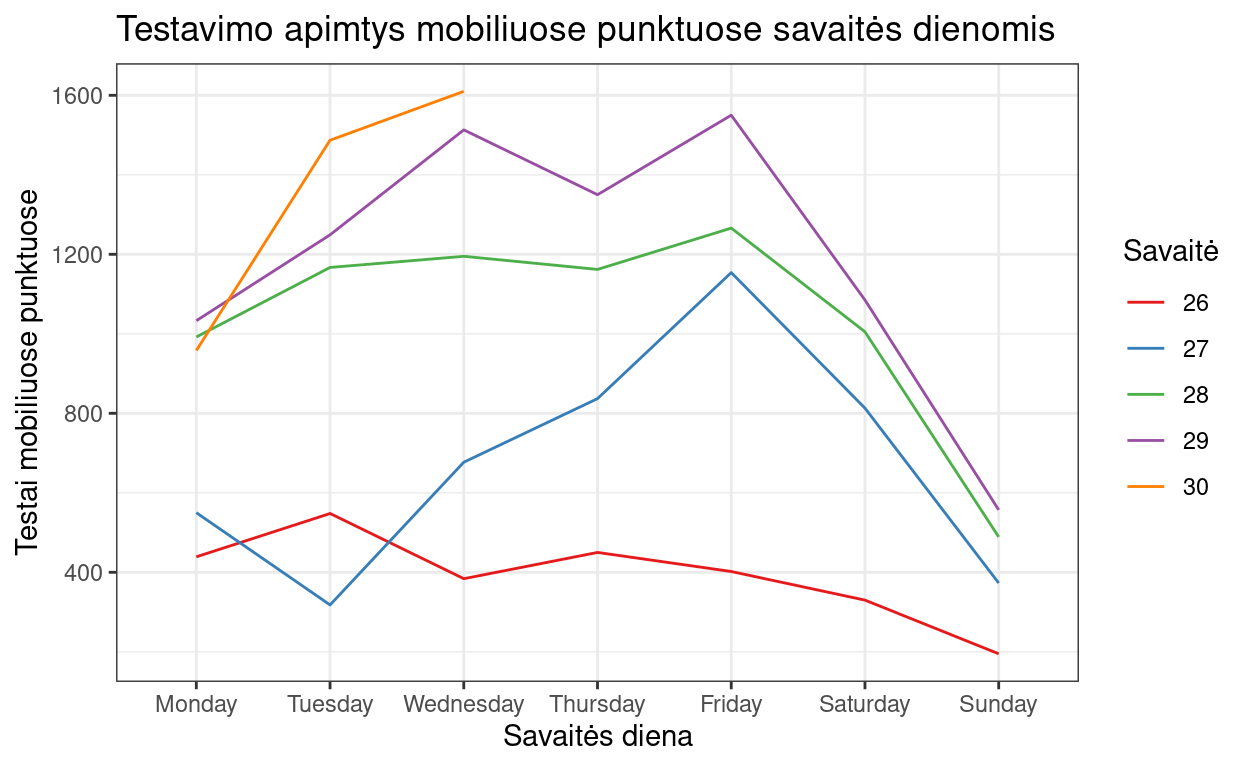 Testavimo apimtys mobiliuose punktuose savaitės dienomis
Testai mobiliuose punktuose
1600
1200
800
400
Monday Tuesday Wednesday Thursday Friday Saturday Sunday
Savaitės diena
Savaitė
26
27
28
29
30